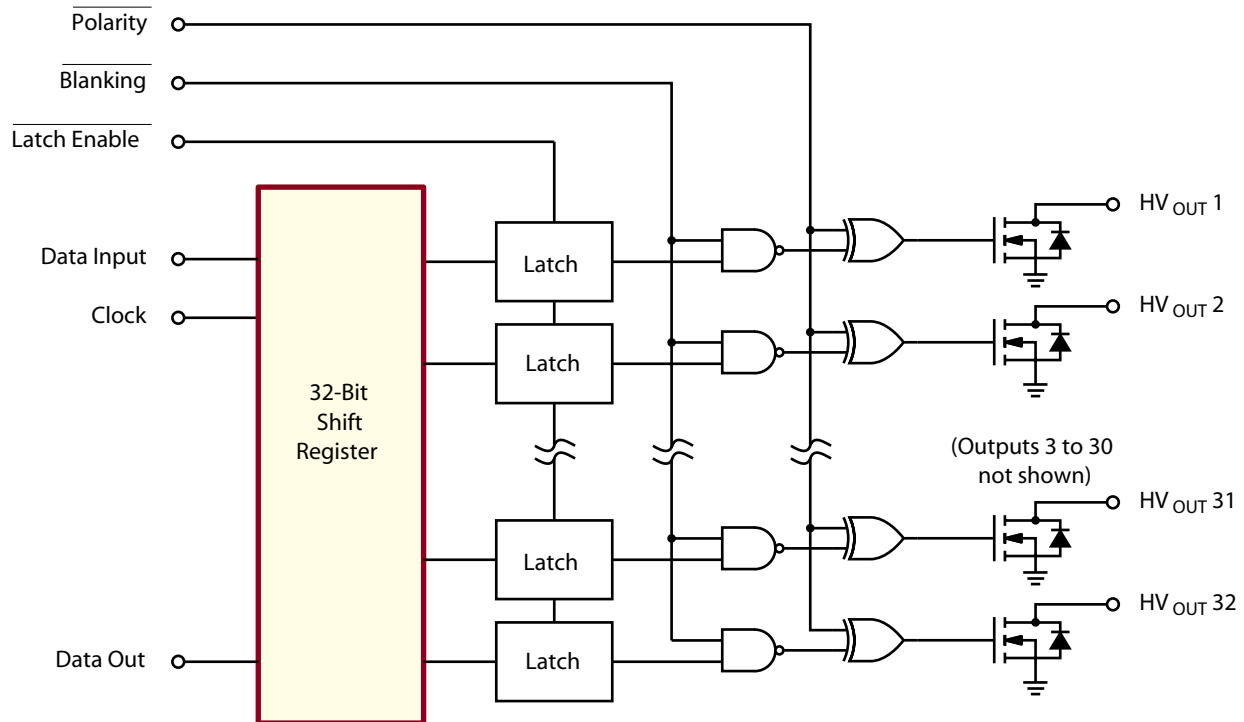 Polarity
Blanking
Latch Enable
Data Input
Clock
Data Out
32-Bit
Shift
Register
Latch
Latch
Latch
Latch
HV OUT 1
HV OUT 2
(Outputs 3 to 30
not shown)
HV OUT 31
HV OUT 32